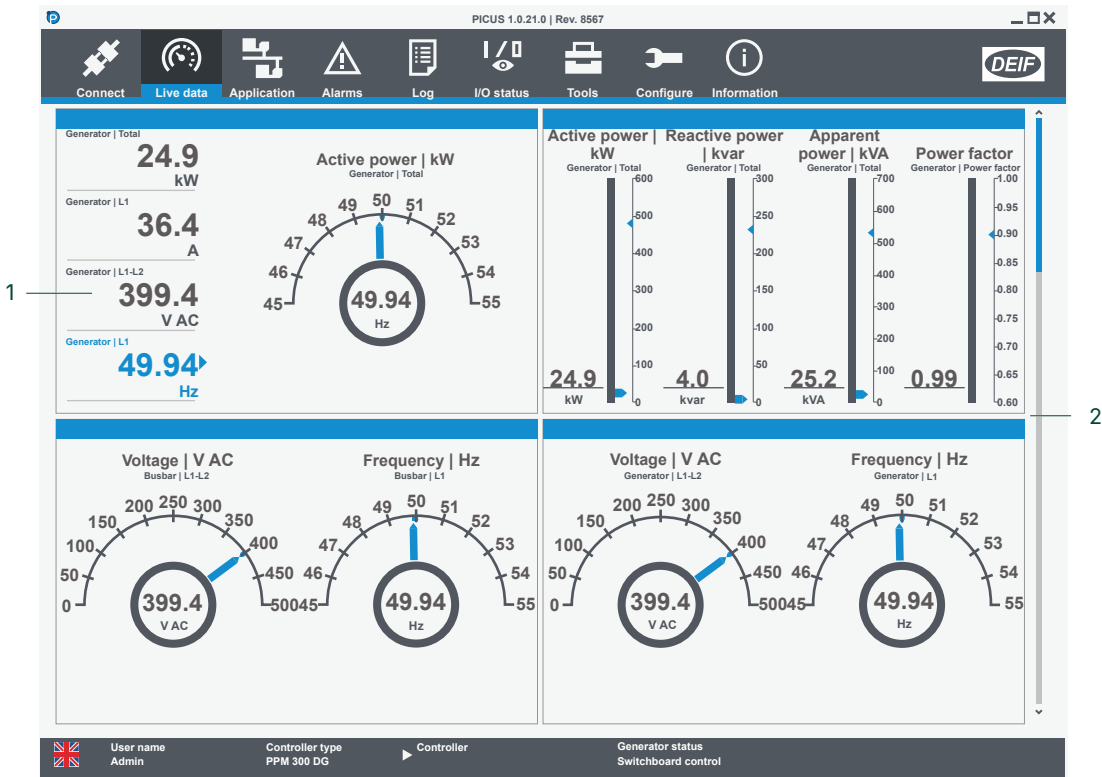 PICUS 1.0.21.0 | Rev. 8567
Connect
Live data
Application
Alarms
Log
I/O status
Tools
Configure
Information
DEIF
1
Generator | Total
24.9
kW
Generator | L1
36.4
A
Generator | L1-L2
399.4
V AC
Generator | L1
49.94
Hz
Active power | kW
Generator | Total
45 46 47 48 49 50 51 52 53 54 55
49.94
Hz
Active power |
kW
Generator | Total
600
500
400
300
200
100
0
24.9
kW
Reactive power
| kvar
Generator | Total
300
250
200
150
100
50
0
4.0
kvar
Apparent
power | kVA
Generator | Total
700
600
500
400
300
200
100
0
25.2
kVA
Power factor
Generator | Power factor
1.00
0.95
0.90
0.85
0.80
0.75
0.70
0.65
0.60
0.99
2
Voltage | V AC
Busbar | L1-L2
0 50 100 150 200 250 300 350 400 450 500
399.4
V AC
Frequency | Hz
Busbar | L1
45 46 47 48 49 50 51 52 53 54 55
49.94
Hz
Voltage | V AC
Generator | L1-L2
0 50 100 150 200 250 300 350 400 450 500
399.4
V AC
Frequency | Hz
Generator | L1
45 46 47 48 49 50 51 52 53 54 55
49.94
Hz
User name
Admin
Controller type
PPM 300 DG
Controller
Generator status
Switchboard control